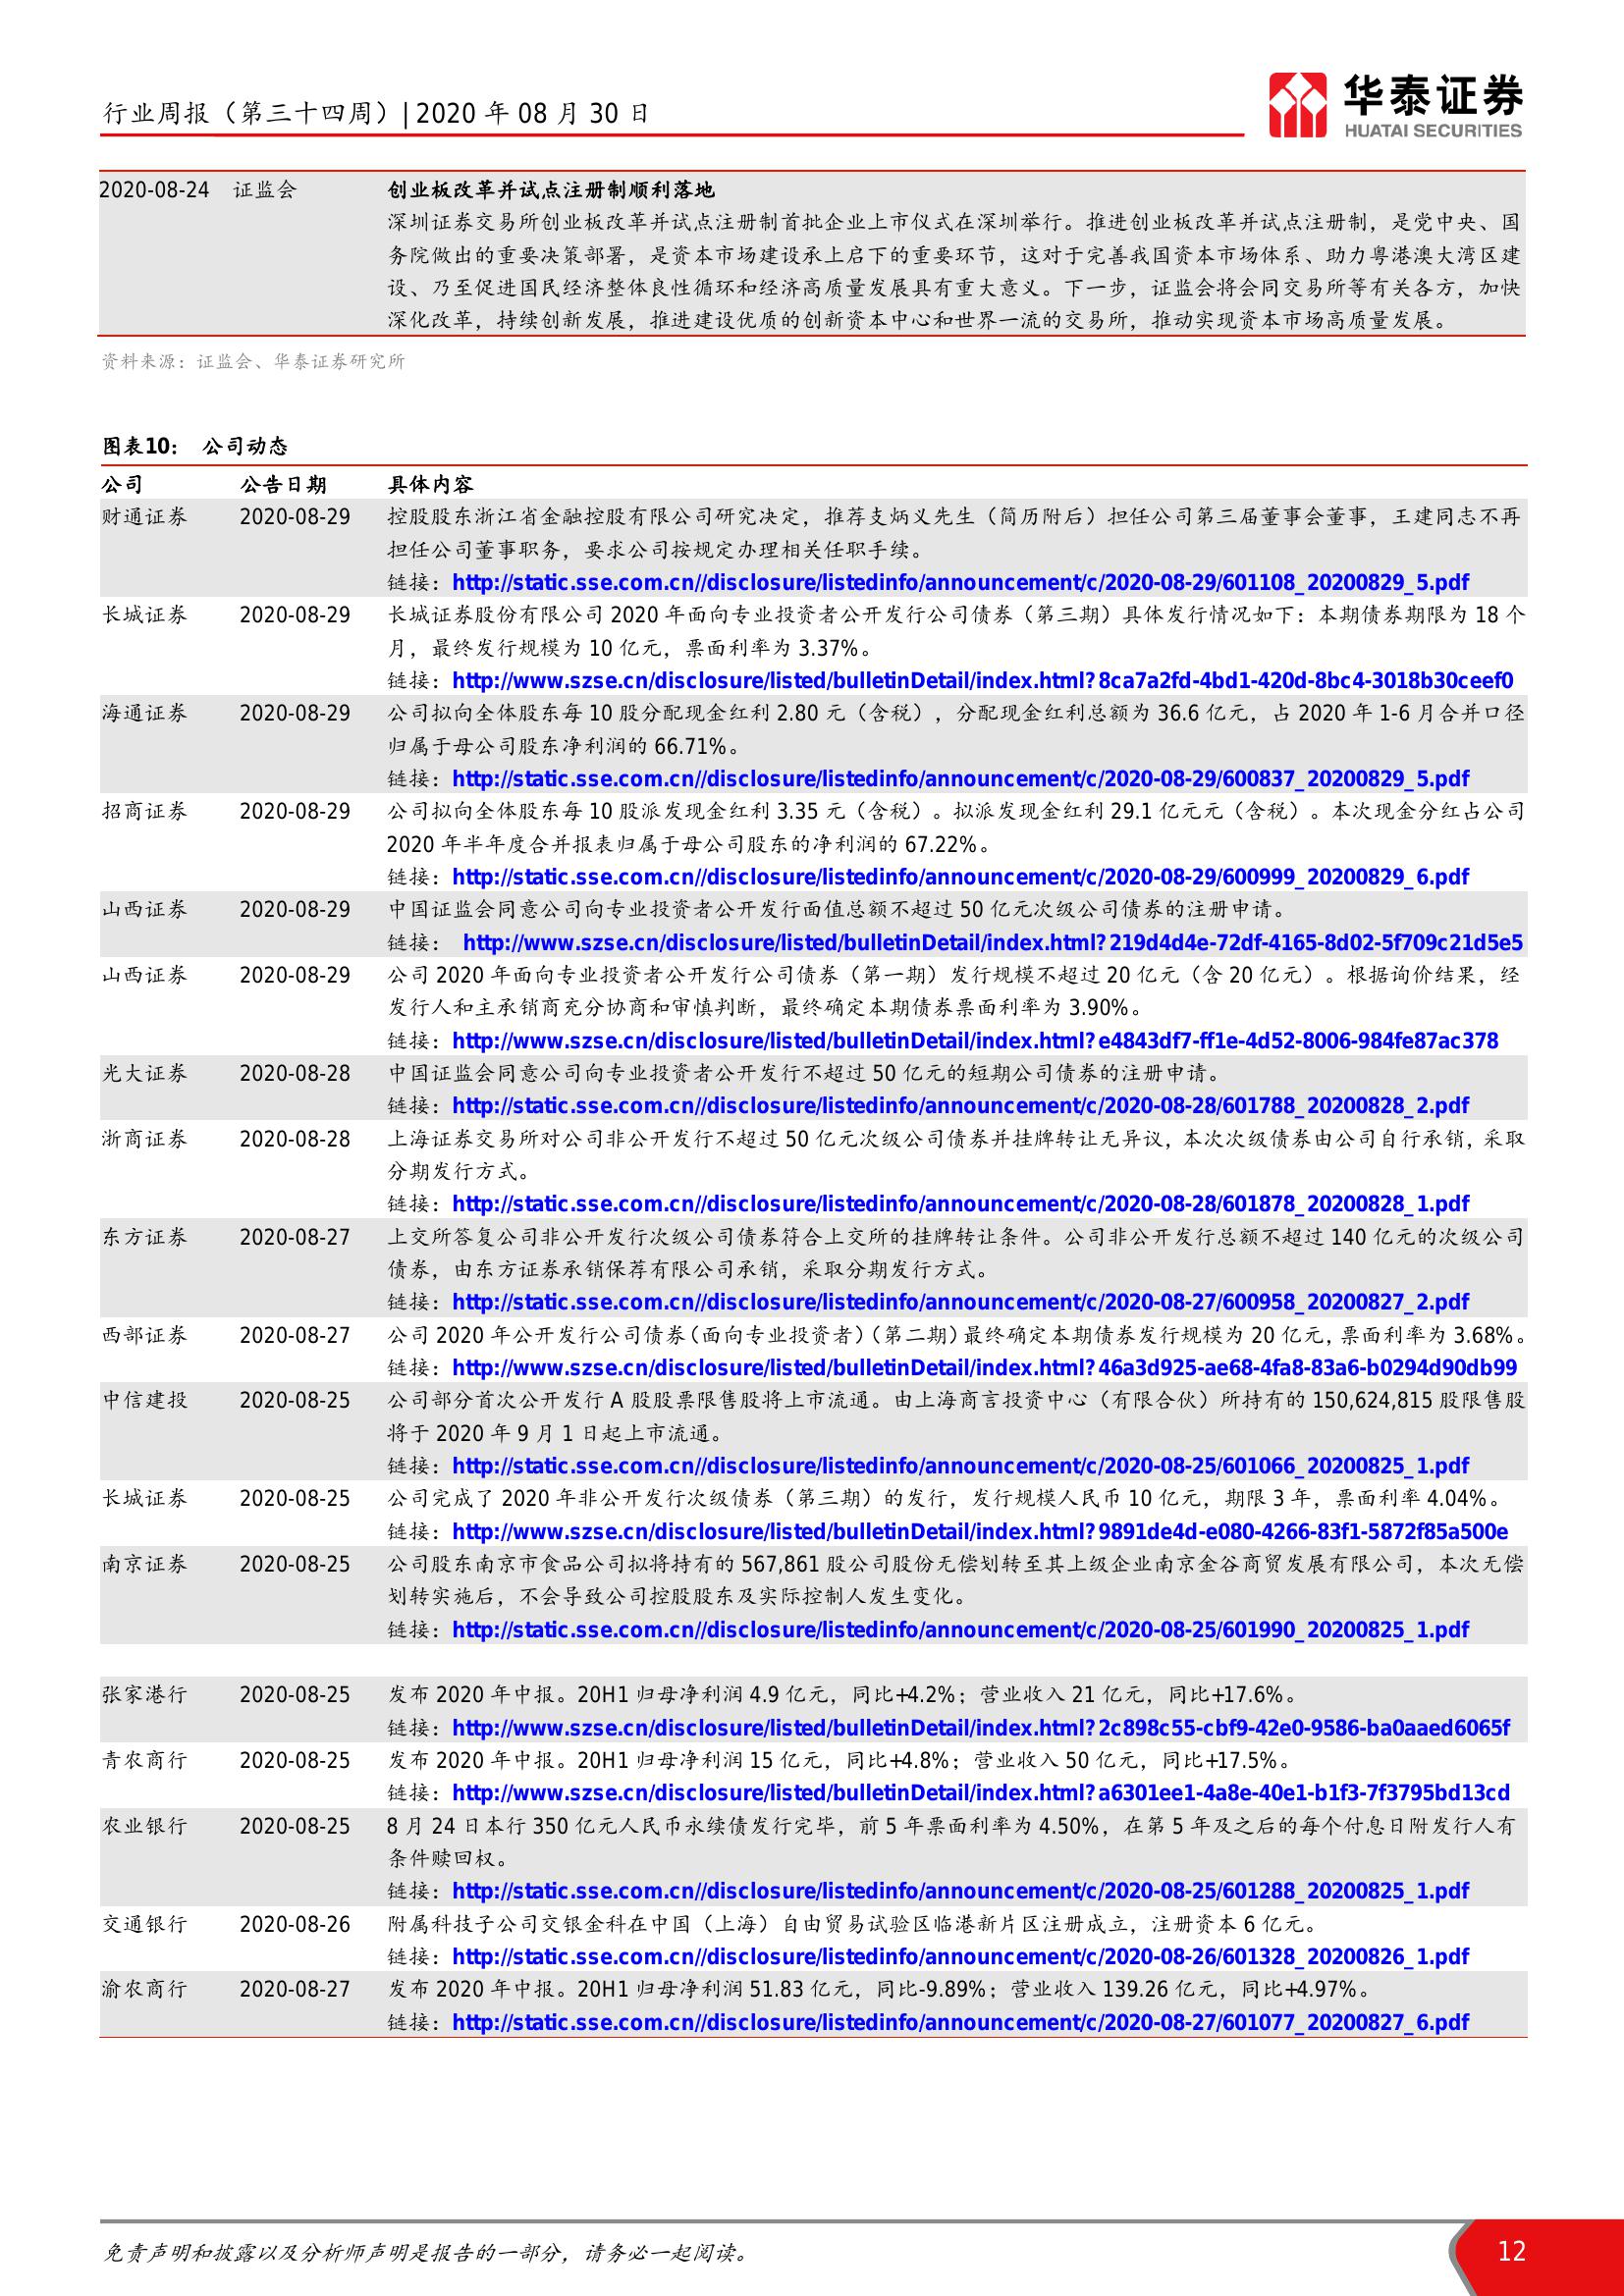 行业周报（第三十四周）| 2020 年 08 月 30 日
华泰证券
HUATAI SECURITIES
2020-08-24 证监会 创业板改革并试点注册制顺利落地
深圳证券交易所创业板改革并试点注册制首批企业上市仪式在深圳举行。推进创业板改革并试点注册制，是党中央、国
务院做出的重要决策部署，是资本市场建设承上启下的重要环节，这对于完善我国资本市场体系、助力粤港澳大湾区建
设、乃至促进国民经济整体良性循环和经济高质量发展具有重大意义。下一步，证监会将会同交易所等有关各方，加快
深化改革，持续创新发展，推进建设优质的创新资本中心和世界一流的交易所，推动实现资本市场高质量发展。
资料来源：证监会、华泰证券研究所
图表10： 公司动态
公司 公告日期 具体内容
财通证券 2020-08-29 控股股东浙江省金融控股有限公司研究决定，推荐支炳义先生（简历附后）担任公司第三届董事会董事，王建同志不再
担任公司董事职务，要求公司按规定办理相关任职手续。
链接：http://static.sse.com.cn//disclosure/listedinfo/announcement/c/2020-08-29/601108_20200829_5.pdf
长城证券 2020-08-29 长城证券股份有限公司 2020 年面向专业投资者公开发行公司债券（第三期）具体发行情况如下：本期债券期限为 18 个
月，最终发行规模为 10 亿元，票面利率为 3.37%。
链接：http://www.szse.cn/disclosure/listed/bulletinDetail/index.html?8ca7a2fd-4bd1-420d-8bc4-3018b30ceef0
海通证券 2020-08-29 公司拟向全体股东每 10 股分配现金红利 2.80 元（含税），分配现金红利总额为 36.6 亿元，占 2020 年 1-6 月合并口径
归属于母公司股东净利润的 66.71%。
链接：http://static.sse.com.cn//disclosure/listedinfo/announcement/c/2020-08-29/600837_20200829_5.pdf
招商证券 2020-08-29 公司拟向全体股东每 10 股派发现金红利 3.35 元（含税）。拟派发现金红利 29.1 亿元元（含税）。本次现金分红占公司
2020 年半年度合并报表归属于母公司股东的净利润的 67.22%。
链接：http://static.sse.com.cn//disclosure/listedinfo/announcement/c/2020-08-29/600999_20200829_6.pdf
山西证券 2020-08-29 中国证监会同意公司向专业投资者公开发行面值总额不超过 50 亿元次级公司债券的注册申请。
链接： http://www.szse.cn/disclosure/listed/bulletinDetail/index.html?219d4d4e-72df-4165-8d02-5f709c21d5e5
山西证券 2020-08-29 公司 2020 年面向专业投资者公开发行公司债券（第一期）发行规模不超过 20 亿元（含 20 亿元）。根据询价结果，经
发行人和主承销商充分协商和审慎判断，最终确定本期债券票面利率为 3.90%。
链接：http://www.szse.cn/disclosure/listed/bulletinDetail/index.html?e4843df7-ff1e-4d52-8006-984fe87ac378
光大证券 2020-08-28 中国证监会同意公司向专业投资者公开发行不超过 50 亿元的短期公司债券的注册申请。
链接：http://static.sse.com.cn//disclosure/listedinfo/announcement/c/2020-08-28/601788_20200828_2.pdf
浙商证券 2020-08-28 上海证券交易所对公司非公开发行不超过 50 亿元次级公司债券并挂牌转让无异议，本次次级债券由公司自行承销，采取
分期发行方式。
链接：http://static.sse.com.cn//disclosure/listedinfo/announcement/c/2020-08-28/601878_20200828_1.pdf
东方证券 2020-08-27 上交所答复公司非公开发行次级公司债券符合上交所的挂牌转让条件。公司非公开发行总额不超过 140 亿元的次级公司
债券，由东方证券承销保荐有限公司承销，采取分期发行方式。
链接：http://static.sse.com.cn//disclosure/listedinfo/announcement/c/2020-08-27/600958_20200827_2.pdf
西部证券 2020-08-27 公司 2020 年公开发行公司债券（面向专业投资者）（第二期）最终确定本期债券发行规模为 20 亿元，票面利率为 3.68%。
链接：http://www.szse.cn/disclosure/listed/bulletinDetail/index.html?46a3d925-ae68-4fa8-83a6-b0294d90db99
中信建投 2020-08-25 公司部分首次公开发行 A 股股票限售股将上市流通。由上海商言投资中心（有限合伙）所持有的 150,624,815 股限售股
将于 2020 年 9 月 1 日起上市流通。
链接：http://static.sse.com.cn//disclosure/listedinfo/announcement/c/2020-08-25/601066_20200825_1.pdf
长城证券 2020-08-25 公司完成了 2020 年非公开发行次级债券（第三期）的发行，发行规模人民币 10 亿元，期限 3 年，票面利率 4.04%。
链接：http://www.szse.cn/disclosure/listed/bulletinDetail/index.html?9891de4d-e080-4266-83f1-5872f85a500e
南京证券 2020-08-25 公司股东南京市食品公司拟将持有的 567,861 股公司股份无偿划转至其上级企业南京金谷商贸发展有限公司，本次无偿
划转实施后，不会导致公司控股股东及实际控制人发生变化。
链接：http://static.sse.com.cn//disclosure/listedinfo/announcement/c/2020-08-25/601990_20200825_1.pdf
张家港行 2020-08-25 发布 2020 年中报。20H1 归母净利润 4.9 亿元，同比+4.2%；营业收入 21 亿元，同比+17.6%。
链接：http://www.szse.cn/disclosure/listed/bulletinDetail/index.html?2c898c55-cbf9-42e0-9586-ba0aaed6065f
青农商行 2020-08-25 发布 2020 年中报。20H1 归母净利润 15 亿元，同比+4.8%；营业收入 50 亿元，同比+17.5%。
链接：http://www.szse.cn/disclosure/listed/bulletinDetail/index.html?a6301ee1-4a8e-40e1-b1f3-7f3795bd13cd
农业银行 2020-08-25 8 月 24 日本行 350 亿元人民币永续债发行完毕，前 5 年票面利率为 4.50%，在第 5 年及之后的每个付息日附发行人有
条件赎回权。
链接：http://static.sse.com.cn//disclosure/listedinfo/announcement/c/2020-08-25/601288_20200825_1.pdf
交通银行 2020-08-26 附属科技子公司交银金科在中国（上海）自由贸易试验区临港新片区注册成立，注册资本 6 亿元。
链接：http://static.sse.com.cn//disclosure/listedinfo/announcement/c/2020-08-26/601328_20200826_1.pdf
渝农商行 2020-08-27 发布 2020 年中报。20H1 归母净利润 51.83 亿元，同比-9.89%；营业收入 139.26 亿元，同比+4.97%。
链接：http://static.sse.com.cn//disclosure/listedinfo/announcement/c/2020-08-27/601077_20200827_6.pdf
免责声明和披露以及分析师声明是报告的一部分，请务必一起阅读。
12